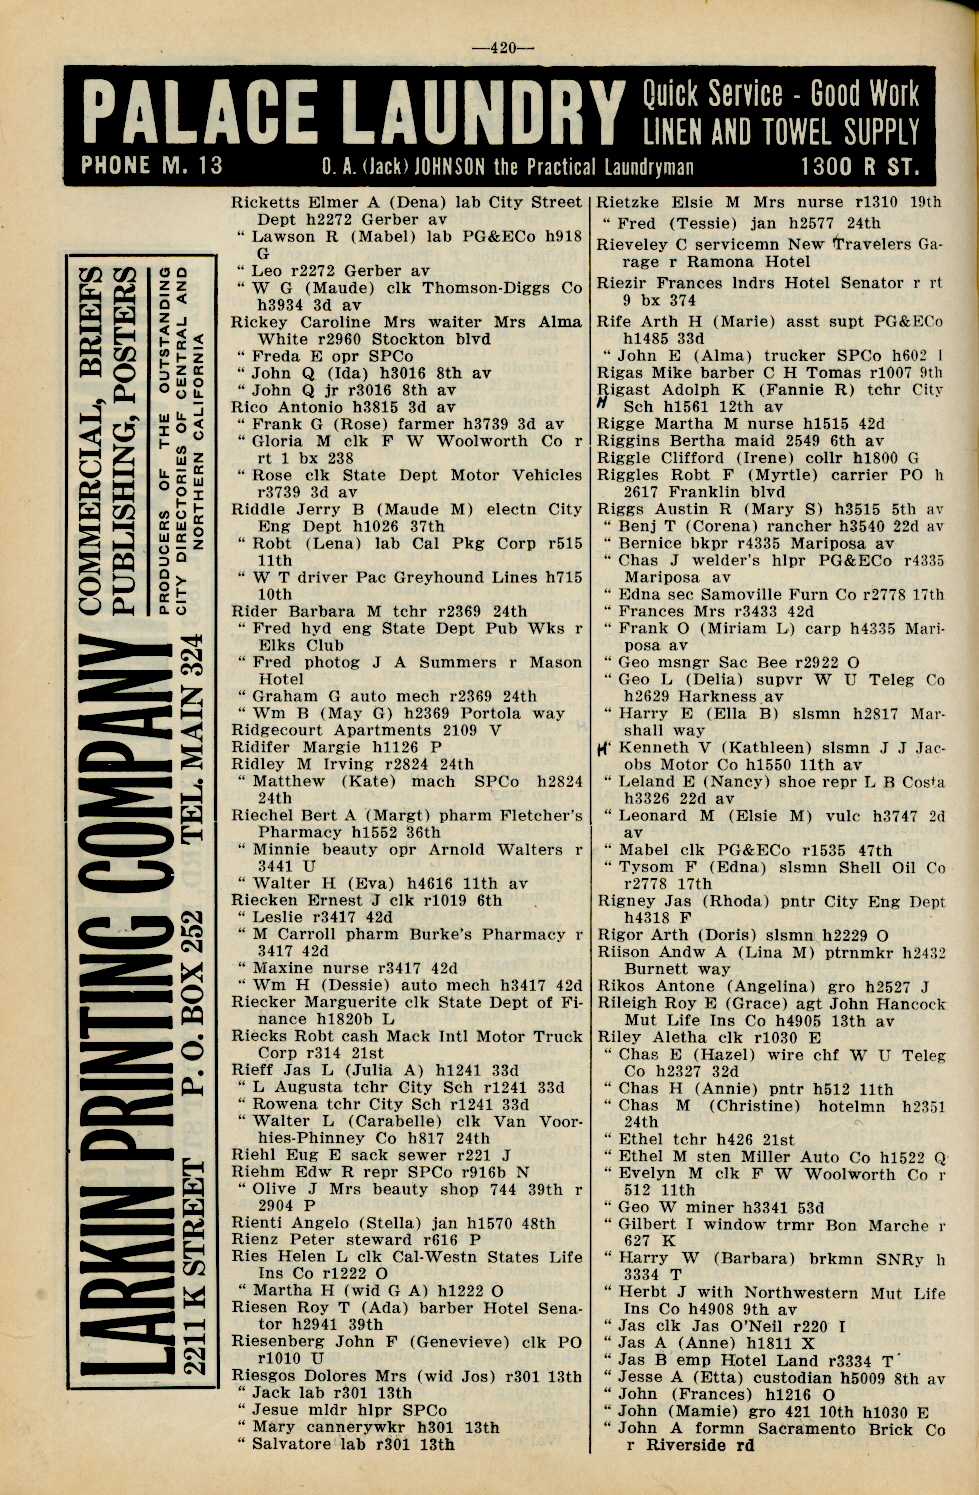 —420—
PALACE LAUNDRY
Quick Service - Good Work
LINEN AND TOWEL SUPPLY
PHONE M. 13 O. A. (Jack) JOHNSON the Practical Laundryman 1300 R ST.
LARKIN PRINTING COMPANY
2211 K STREET P. O. BOX 252 TEL. MAIN 324
COMMERCIAL, BRIEFS
PUBLISHING, POSTERS
PRODUCERS OF THE OUTSTANDING
CITY DIRECTORIES OF CENTRAL AND
NORTHERN CALIFORNIA
Ricketts Elmer A (Dena) lab City Street
Dept h2272 Gerber av
" Lawson R (Mabel) lab PG&ECo h918
G
" Leo r2272 Gerber av
" W G (Maude) clk Thomson-Diggs Co
h3934 3d av
Rickey Caroline Mrs waiter Mrs Alma
White r2960 Stockton blvd
" Freda E opr SPCo
" John Q (Ida) h3016 8th av
" John Q jr r3016 8th av
Rico Antonio h3815 3d av
" Frank G (Rose) farmer h3739 3d av
" Gloria M clk F W Woolworth Co r
rt 1 bx 238
" Rose clk State Dept Motor Vehicles
r3739 3d av
Riddle Jerry B (Maude M) electn City
Eng Dept h1026 37th
" Robt (Lena) lab Cal Pkg Corp r515
11th
" W T driver Pac Greyhound Lines h715
10th
Rider Barbara M tchr r2369 24th
" Fred hyd eng State Dept Pub Wks r
Elks Club
" Fred photog J A Summers r Mason
Hotel
" Graham G auto mech r2369 24th
" Wm B (May G) h2369 Portola way
Ridgecourt Apartments 2109 V
Ridifer Margie h1126 P
Ridley M Irving r2824 24th
" Matthew (Kate) mach SPCo h2824
24th
Riechel Bert A (Margt) pharm Fletcher's
Pharmacy h1552 36th
" Minnie beauty opr Arnold Walters r
3441 U
" Walter H (Eva) h4616 11th av
Riecken Ernest J clk r1019 6th
" Leslie r3417 42d
" M Carroll pharm Burke's Pharmacy r
3417 42d
" Maxine nurse r3417 42d
" Wm H (Dessie) auto mech h3417 42d
Riecker Marguerite clk State Dept of Fi-
nance h1820b L
Riecks Robt cash Mack Intl Motor Truck
Corp r314 21st
Rieff Jas L (Julia A) h1241 33d
" L Augusta tchr City Sch r1241 33d
" Rowena tchr City Sch r1241 33d
" Walter L (Carabelle) clk Van Voor-
hies-Phinney Co h817 24th
Riehl Eug E sack sewer r221 J
Riehm Edw R repr SPCo r916b N
" Olive J Mrs beauty shop 744 39th r
2904 P
Rienti Angelo (Stella) jan h1570 48th
Rienz Peter steward r616 P
Ries Helen L clk Cal-Westn States Life
Ins Co r1222 O
" Martha H (wid G A) h1222 O
Riesen Roy T (Ada) barber Hotel Sena-
tor h2941 39th
Riesenberg John F (Genevieve) clk PO
r1010 U
Riesgos Dolores Mrs (wid Jos) r301 13th
" Jack lab r301 13th
" Jesue mldr hlpr SPCo
" Mary cannerywkr h301 13th
" Salvatore lab r301 13th
Rietzke Elsie M Mrs nurse r1310 19th
" Fred (Tessie) jan h2577 24th
Rieveley C servicemn New Travelers Ga-
rage r Ramona Hotel
Riezir Frances lndrs Hotel Senator r rt
9 bx 374
Rife Arth H (Marie) asst supt PG&ECo
h1485 33d
" John E (Alma) trucker SPCo h602 I
Rigas Mike barber C H Tomas r1007 9th
Rigast Adolph K (Fannie R) tchr City
Sch h1561 12th av
Rigge Martha M nurse h1515 42d
Riggins Bertha maid 2549 6th av
Riggle Clifford (Irene) collr h1800 G
Riggles Robt F (Myrtle) carrier PO h
2617 Franklin blvd
Riggs Austin R (Mary S) h3515 5th av
" Benj T (Corena) rancher h3540 22d av
" Bernice bkpr r4335 Mariposa av
" Chas J welder's hlpr PG&ECo r4335
Mariposa av
" Edna sec Samoville Furn Co r2778 17th
" Frances Mrs r3433 42d
" Frank O (Miriam L) carp h4335 Mari-
posa av
" Geo msngr Sac Bee r2922 O
" Geo L (Delia) supvr W U Teleg Co
h2629 Harkness av
" Harry E (Ella B) slsmn h2817 Mar-
shall way
H Kenneth V (Kathleen) slsmn J J Jac-
obs Motor Co h1550 11th av
" Leland E (Nancy) shoe repr L B Costa
h3326 22d av
" Leonard M (Elsie M) vulc h3747 2d
av
" Mabel clk PG&ECo r1535 47th
" Tysom F (Edna) slsmn Shell Oil Co
r2778 17th
Rigney Jas (Rhoda) pntr City Eng Dept
h4318 F
Rigor Arth (Doris) slsmn h2229 O
Riison Andw A (Lina M) ptrnmkr h2432
Burnett way
Rikos Antone (Angelina) gro h2527 J
Rileigh Roy E (Grace) agt John Hancock
Mut Life Ins Co h4905 13th av
Riley Aletha clk r1030 E
" Chas E (Hazel) wire chf W U Teleg
Co h2327 32d
" Chas H (Annie) pntr h512 11th
" Chas M (Christine) hotelmn h2351
24th
" Ethel tchr h426 21st
" Ethel M sten Miller Auto Co h1522 Q
" Evelyn M clk F W Woolworth Co r
512 11th
" Geo W miner h3341 53d
" Gilbert I window trmr Bon Marche r
627 K
" Harry W (Barbara) brkmn SNRy h
3334 T
" Herbt J with Northwestern Mut Life
Ins Co h4908 9th av
" Jas clk Jas O'Neil r220 I
" Jas A (Anne) h1811 X
" Jas B emp Hotel Land r3334 T
" Jesse A (Etta) custodian h5009 8th av
" John (Frances) h1216 O
" John (Mamie) gro 421 10th h1030 E
" John A formn Sacramento Brick Co
r Riverside rd